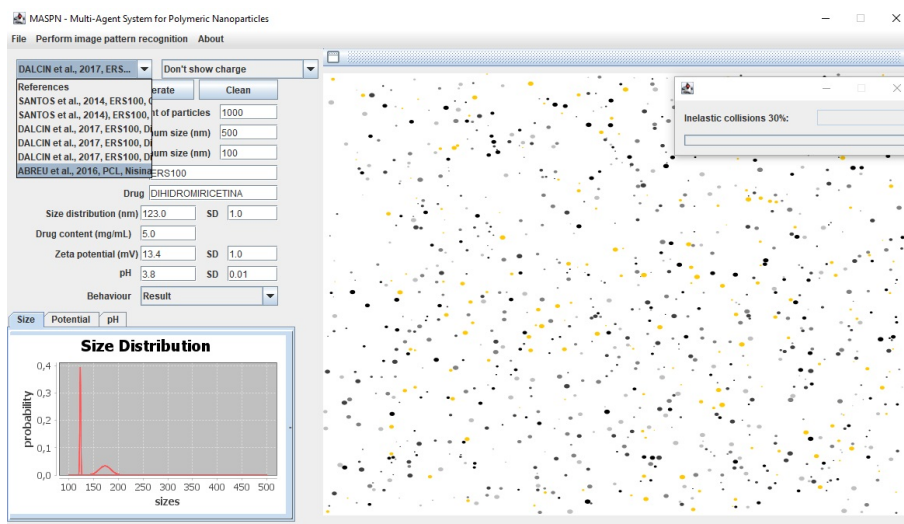 MASPN - Multi-Agent System for Polymeric Nanoparticles
File Perform image pattern recognition About
DALCIN et al., 2017, ERS... Don't show charge
References
SANTOS et al., 2014, ERS100,
SANTOS et al., 2014), ERS100,
DALCIN et al., 2017, ERS100, Di
DALCIN et al., 2017, ERS100, Di
DALCIN et al., 2017, ERS100, Di
ABREU et al., 2016, PCL, Nisina
erate Clean
nt of particles 1000
um size (nm) 500
um size (nm) 100
ERS100
Drug DIHIDROMIRICETINA
Size distribution (nm) 123.0 SD 1.0
Drug content (mg/mL) 5.0
Zeta potential (mV) 13.4 SD 1.0
pH 3.8 SD 0.01
Behaviour Result
Size Potential pH
Size Distribution
probability
0,4
0,3
0,2
0,1
0,0
100 150 200 250 300 350 400 450 500
sizes
Inelastic collisions 30%: